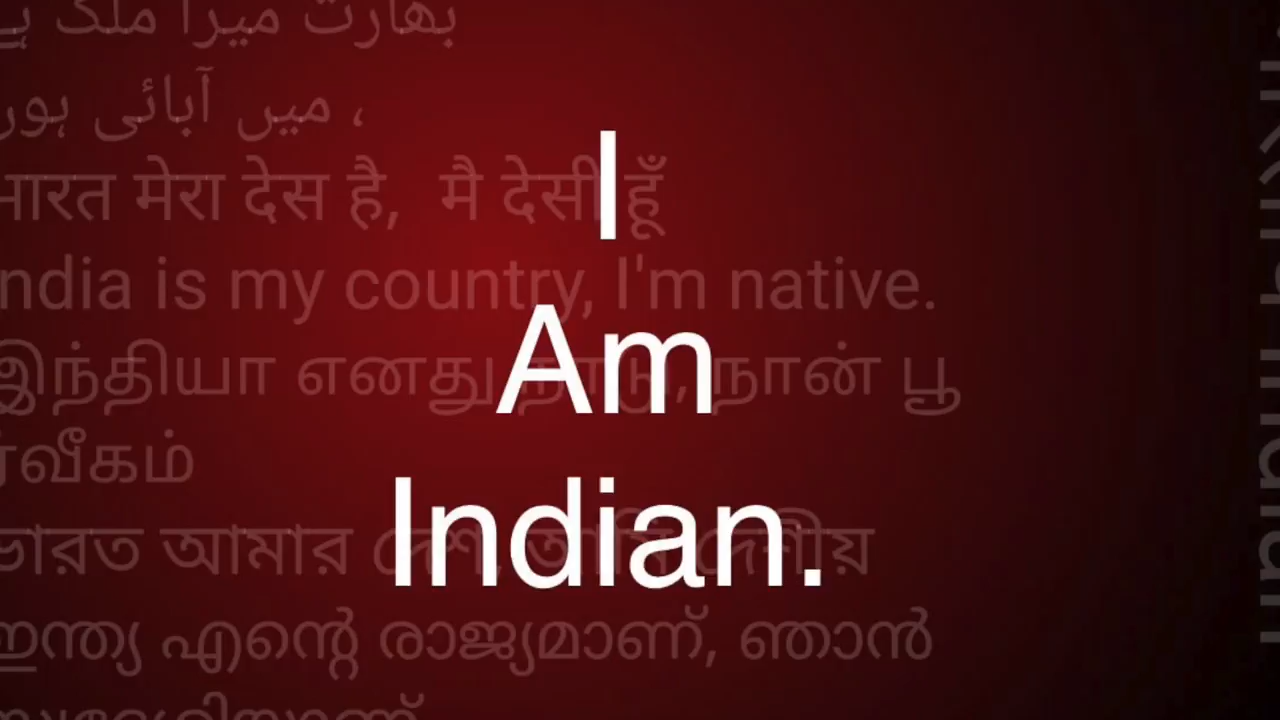 بھارت میرا ملک ہے
، میں آبائی ہوں
भारत मेरा देस है, मै देसी हूँ
India is my country, I'm native.
இந்தியா எனது நாடு, நான் பூ
ர்வீகம்
ভারত আমার দেশ, আমি দেশীয়
ഇന്ത്യ എന്റെ രാജ്യമാണ്, ഞാൻ
സ്വദേശിയാണ്
I
Am
Indian.